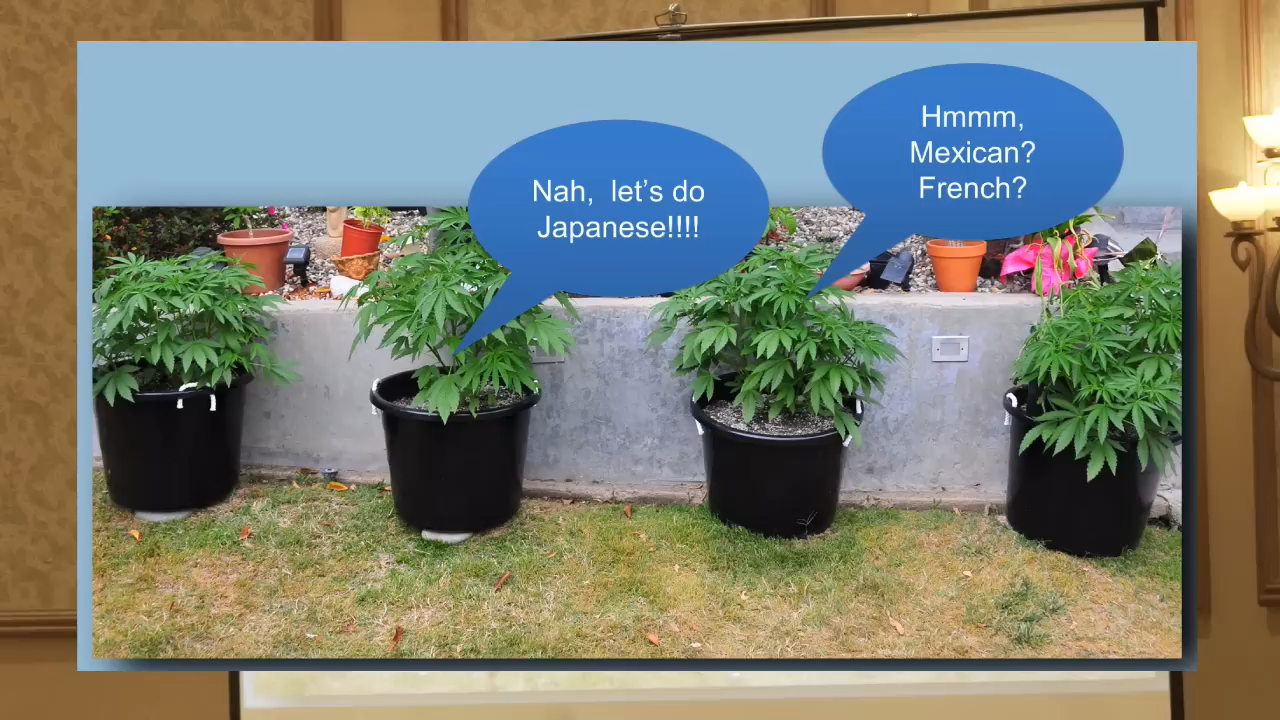 Hmmm,
Mexican?
French?
Nah,  let’s do
Japanese!!!!